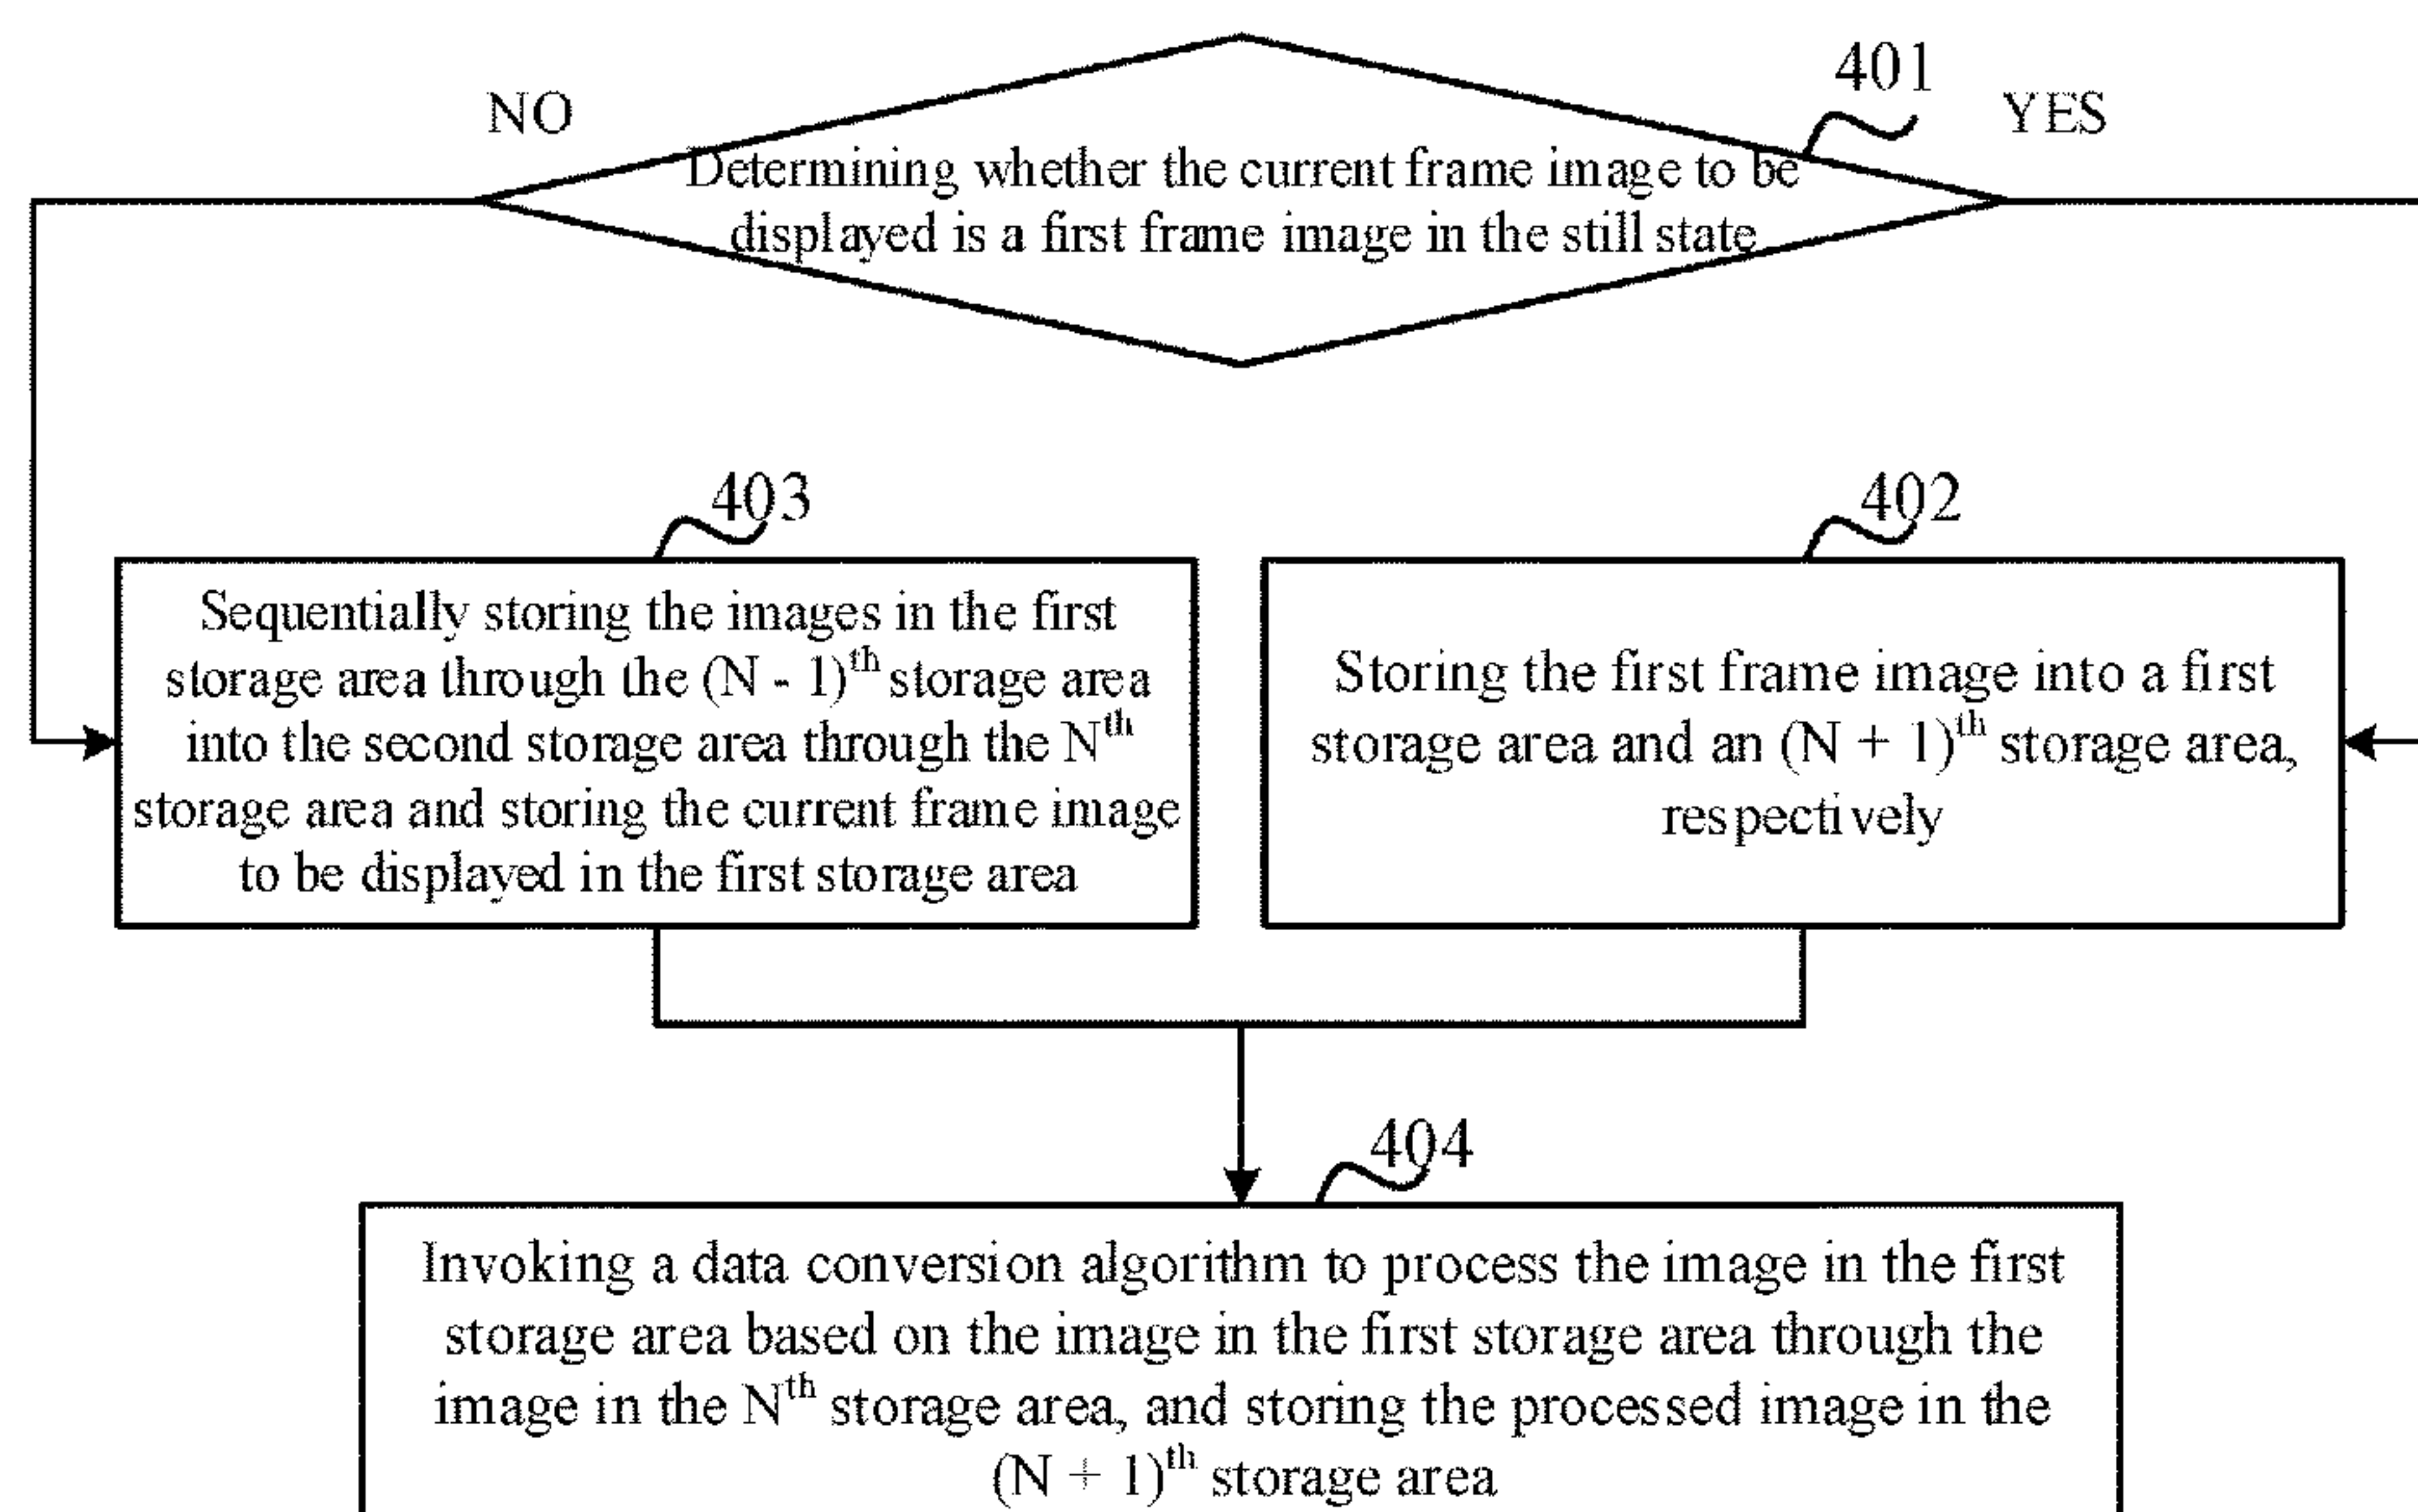 401
NO
YES
Determining whether the current frame image to be
displayed is a first frame image in the still state
403
402
Sequentially storing the images in the first
storage area through the (N - 1)th storage area
into the second storage area through the Nth
storage area and storing the current frame image
to be displayed in the first storage area
Storing the first frame image into a first
storage area and an (N + 1)th storage area,
respectively
404
Invoking a data conversion algorithm to process the image in the first
storage area based on the image in the first storage area through the
image in the Nth storage area, and storing the processed image in the
(N + 1)th storage area